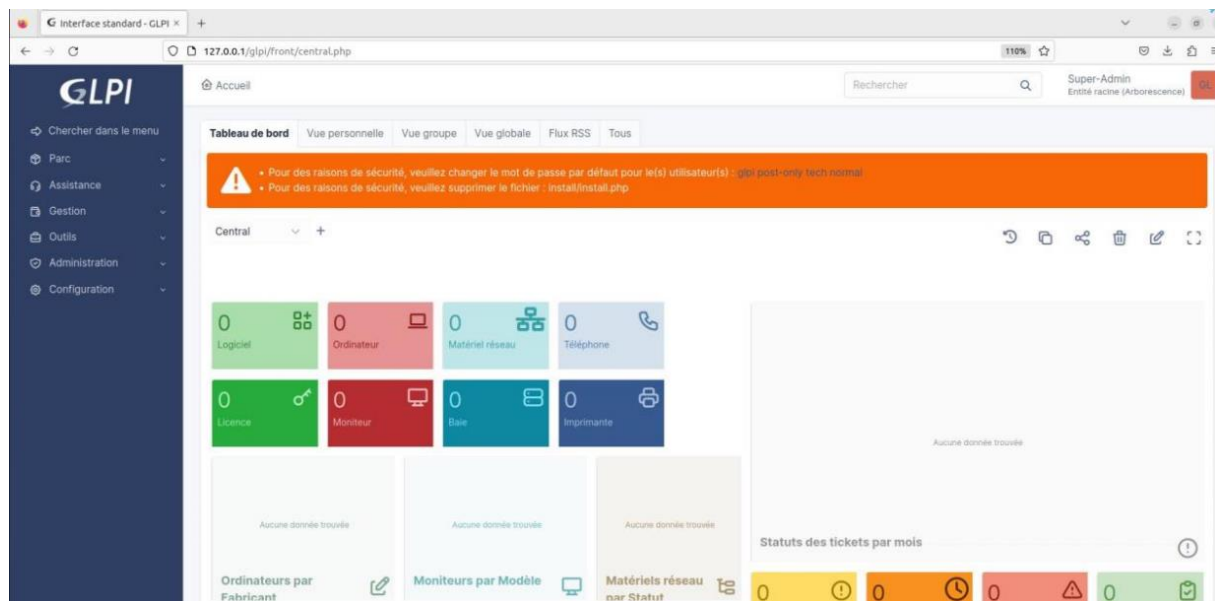 Interface standard - GLPI
127.0.0.1/glpi/front/central.php
110%
GLPI
Accueil
Rechercher
Super-Admin
Entité racine (Arborescence)
GL
Chercher dans le menu
Parc
Assistance
Gestion
Outils
Administration
Configuration
Tableau de bord Vue personnelle Vue groupe Vue globale Flux RSS Tous
• Pour des raisons de sécurité, veuillez changer le mot de passe par défaut pour le(s) utilisateur(s) : glpi post-only tech normal
• Pour des raisons de sécurité, veuillez supprimer le fichier : install/install.php
Central
0 0 0 0
Logiciel Ordinateur Matériel réseau Téléphone
0 0 0 0
Licence Moniteur Baie Imprimante
Aucune donnée trouvée
Aucune donnée trouvée Aucune donnée trouvée Aucune donnée trouvée
Statuts des tickets par mois
Ordinateurs par Fabricant
Moniteurs par Modèle
Matériels réseau par Statut
0 0 0 0